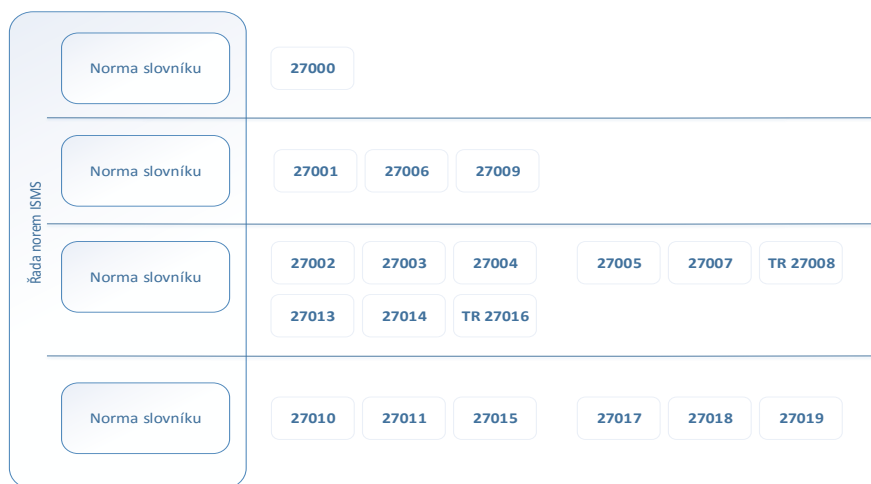 Řada norem ISMS
Norma slovníku
27000
Norma slovníku
27001 27006 27009
Norma slovníku
27002 27003 27004 27005 27007 TR 27008
27013 27014 TR 27016
Norma slovníku
27010 27011 27015 27017 27018 27019